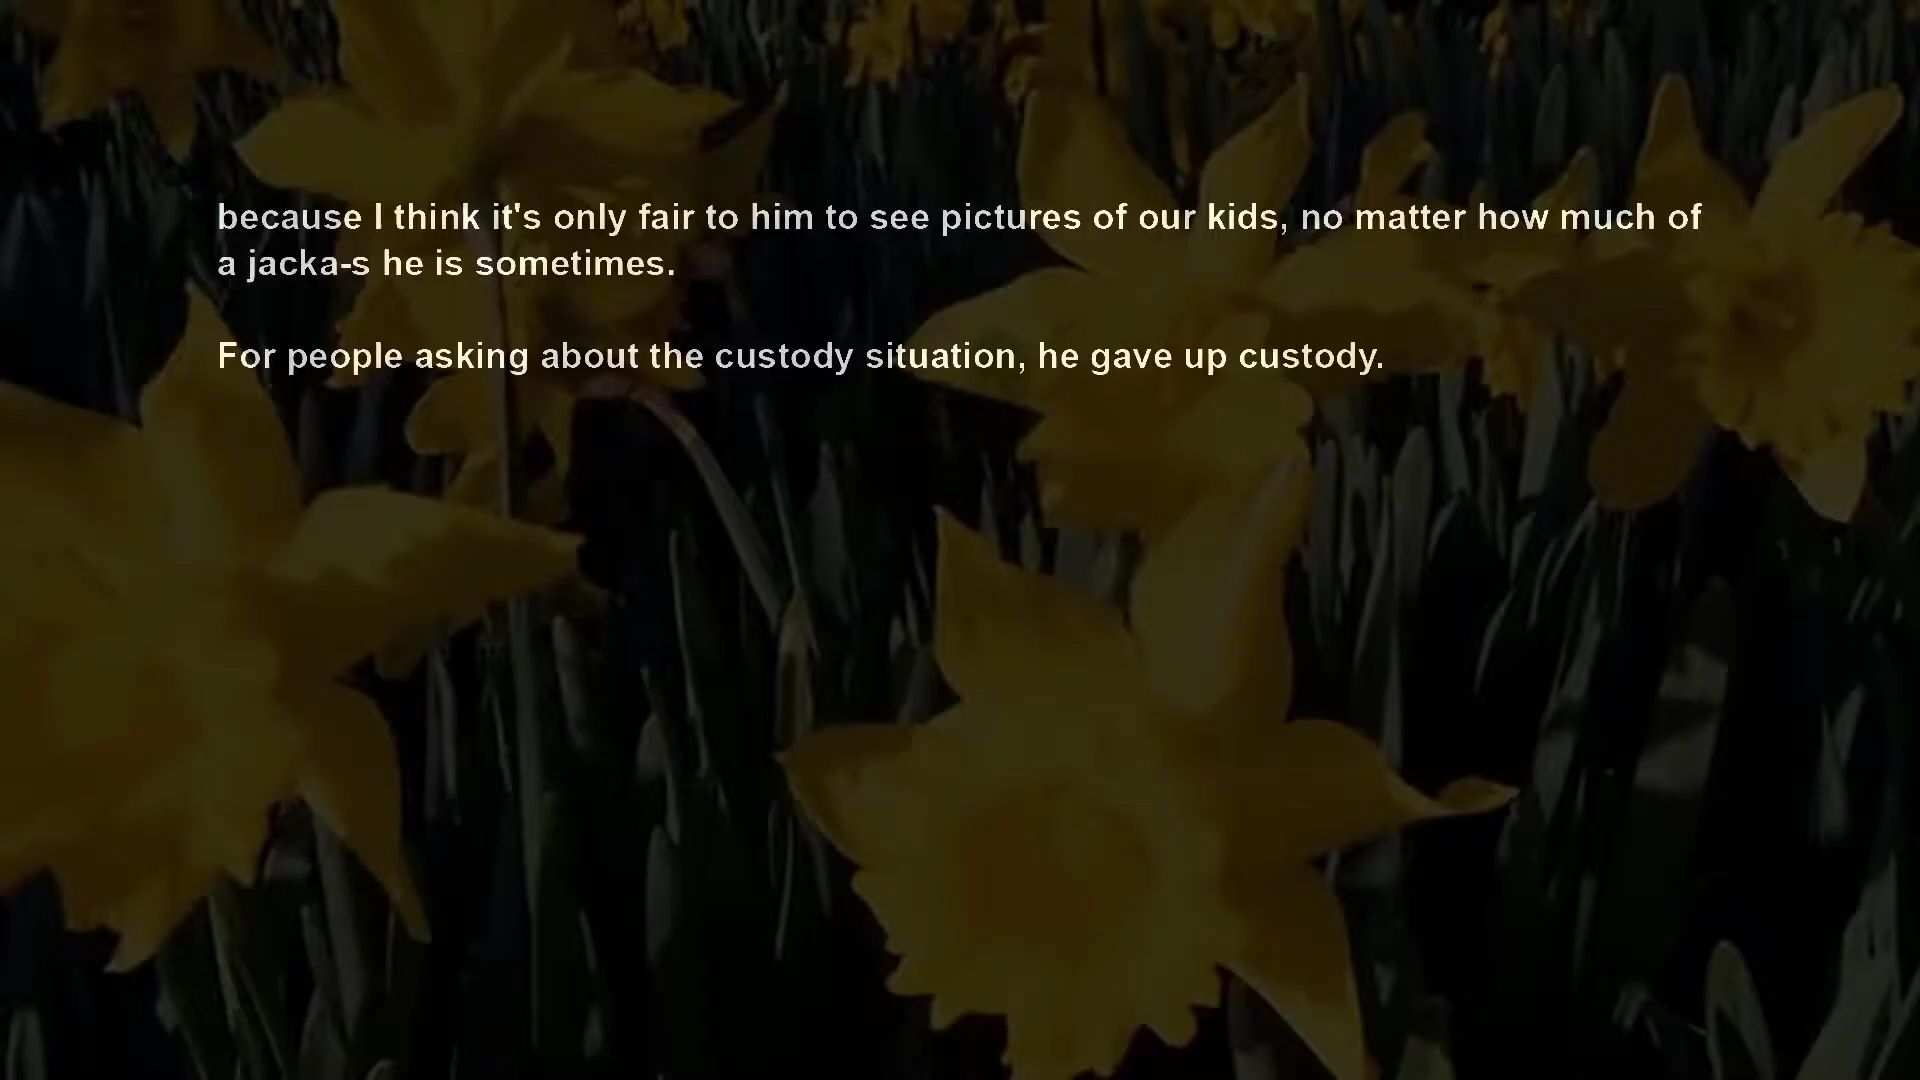 because I think it's only fair to him to see pictures of our kids, no matter how much of
a jacka-s he is sometimes.
For people asking about the custody situation, he gave up custody.